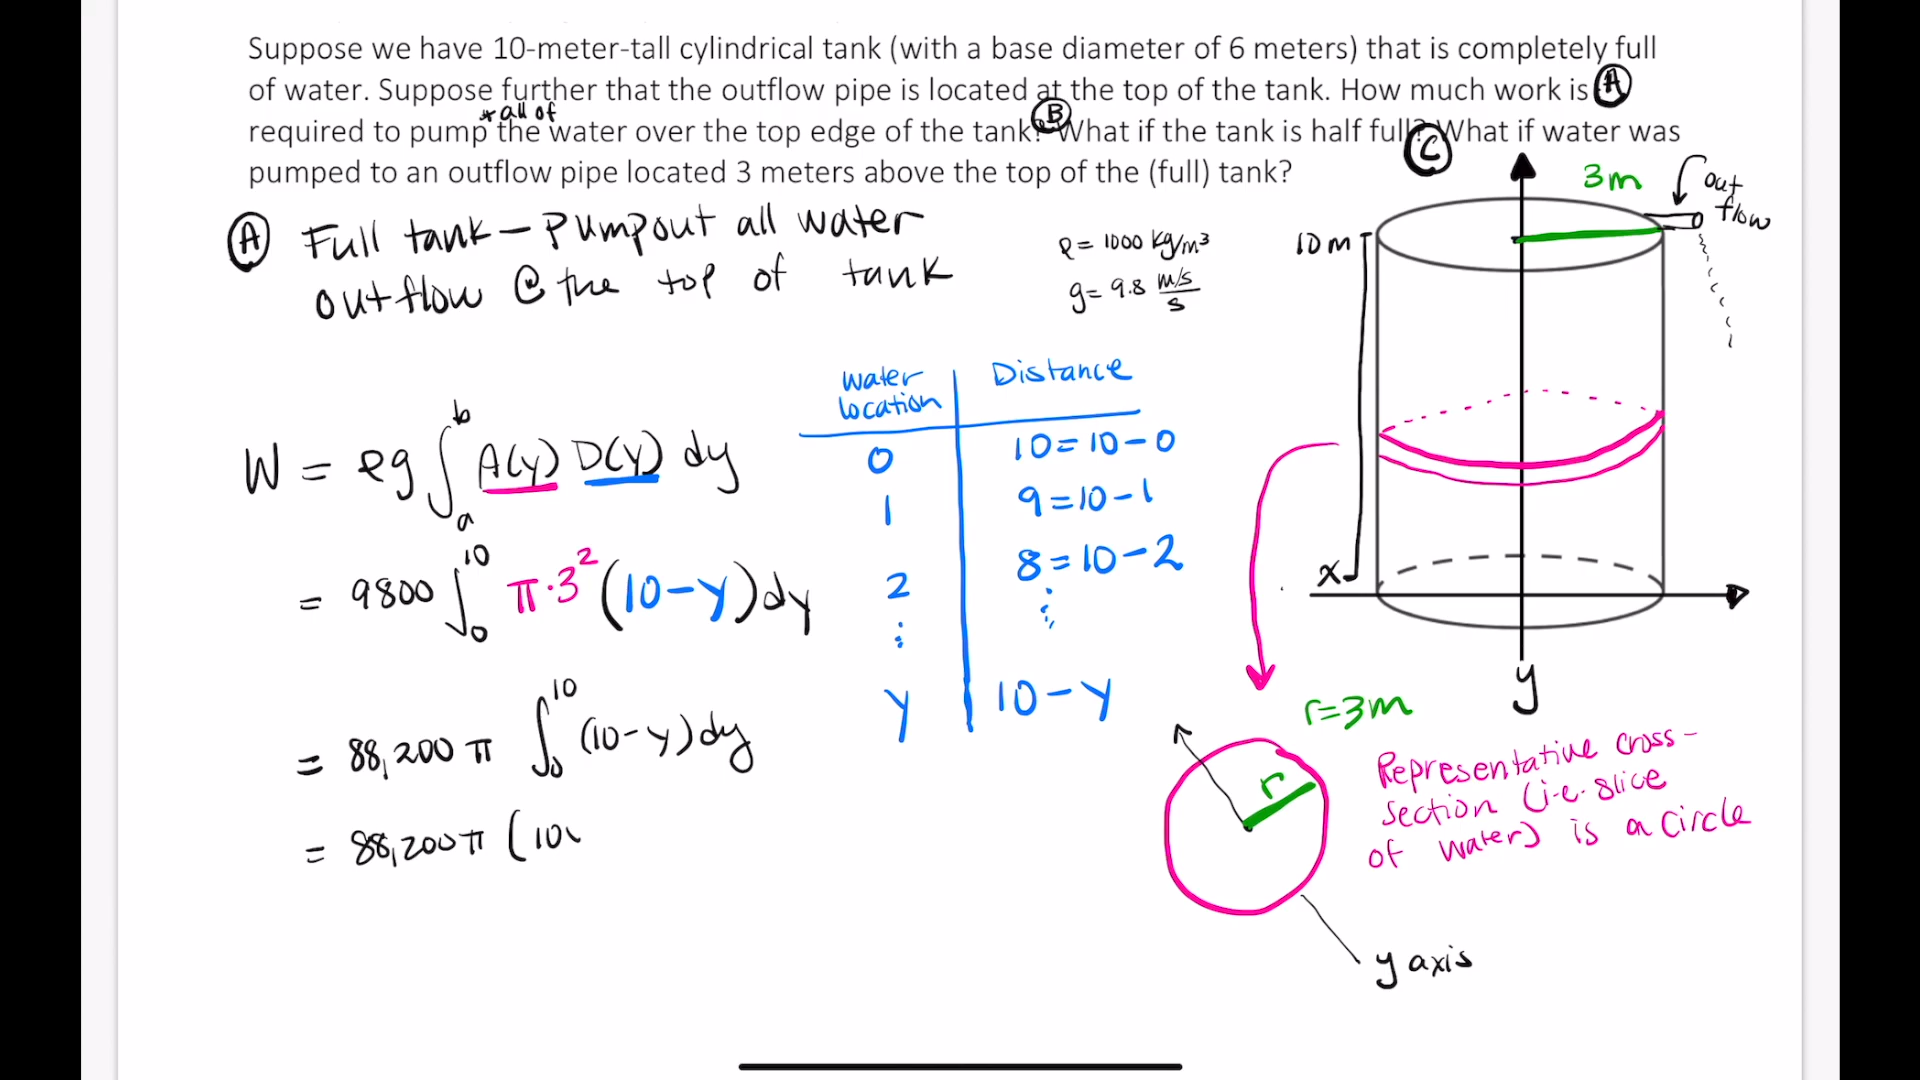 Suppose we have 10-meter-tall cylindrical tank (with a base diameter of 6 meters) that is completely full
of water. Suppose further that the outflow pipe is located at the top of the tank. How much work is Ⓐ
* all of
required to pump the water over the top edge of the tank? Ⓑ What if the tank is half full? Ⓒ What if water was
pumped to an outflow pipe located 3 meters above the top of the (full) tank?
Ⓐ Full tank — Pump out all water
outflow @ the top of tank
ρ = 1000 kg/m³
g = 9.8 m/s/s
3m
out flow
10m
x
y
W = ρg ∫_a^b A(y) D(y) dy
= 9800 ∫_0^10 π·3² (10-y) dy
= 88,200 π ∫_0^10 (10-y) dy
= 88,200 π (10
water location | Distance
0 | 10 = 10 - 0
1 | 9 = 10 - 1
2 | 8 = 10 - 2
⋮ | ⋮
y | 10 - y
r = 3m
r
Representative cross-
section (i.e. slice
of water) is a circle
y axis